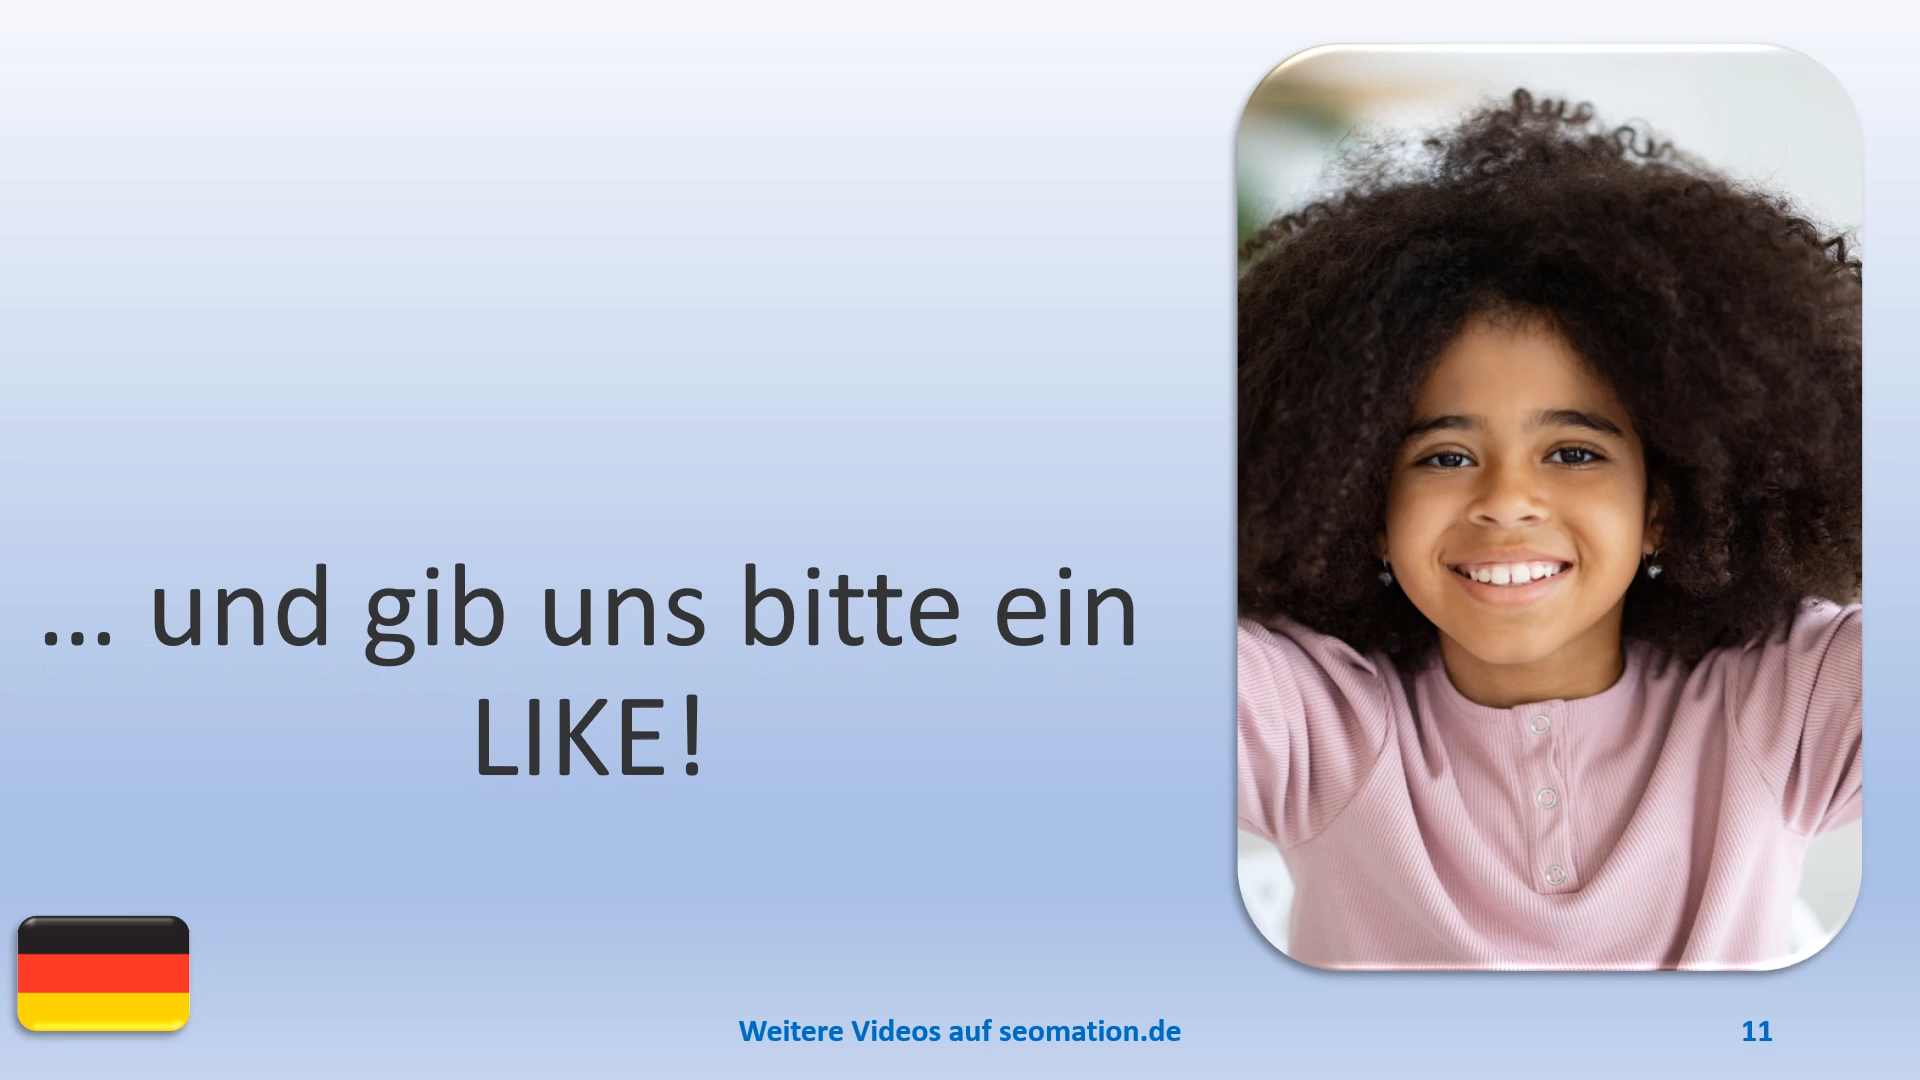 ... und gib uns bitte ein
LIKE!
Weitere Videos auf seomation.de
11